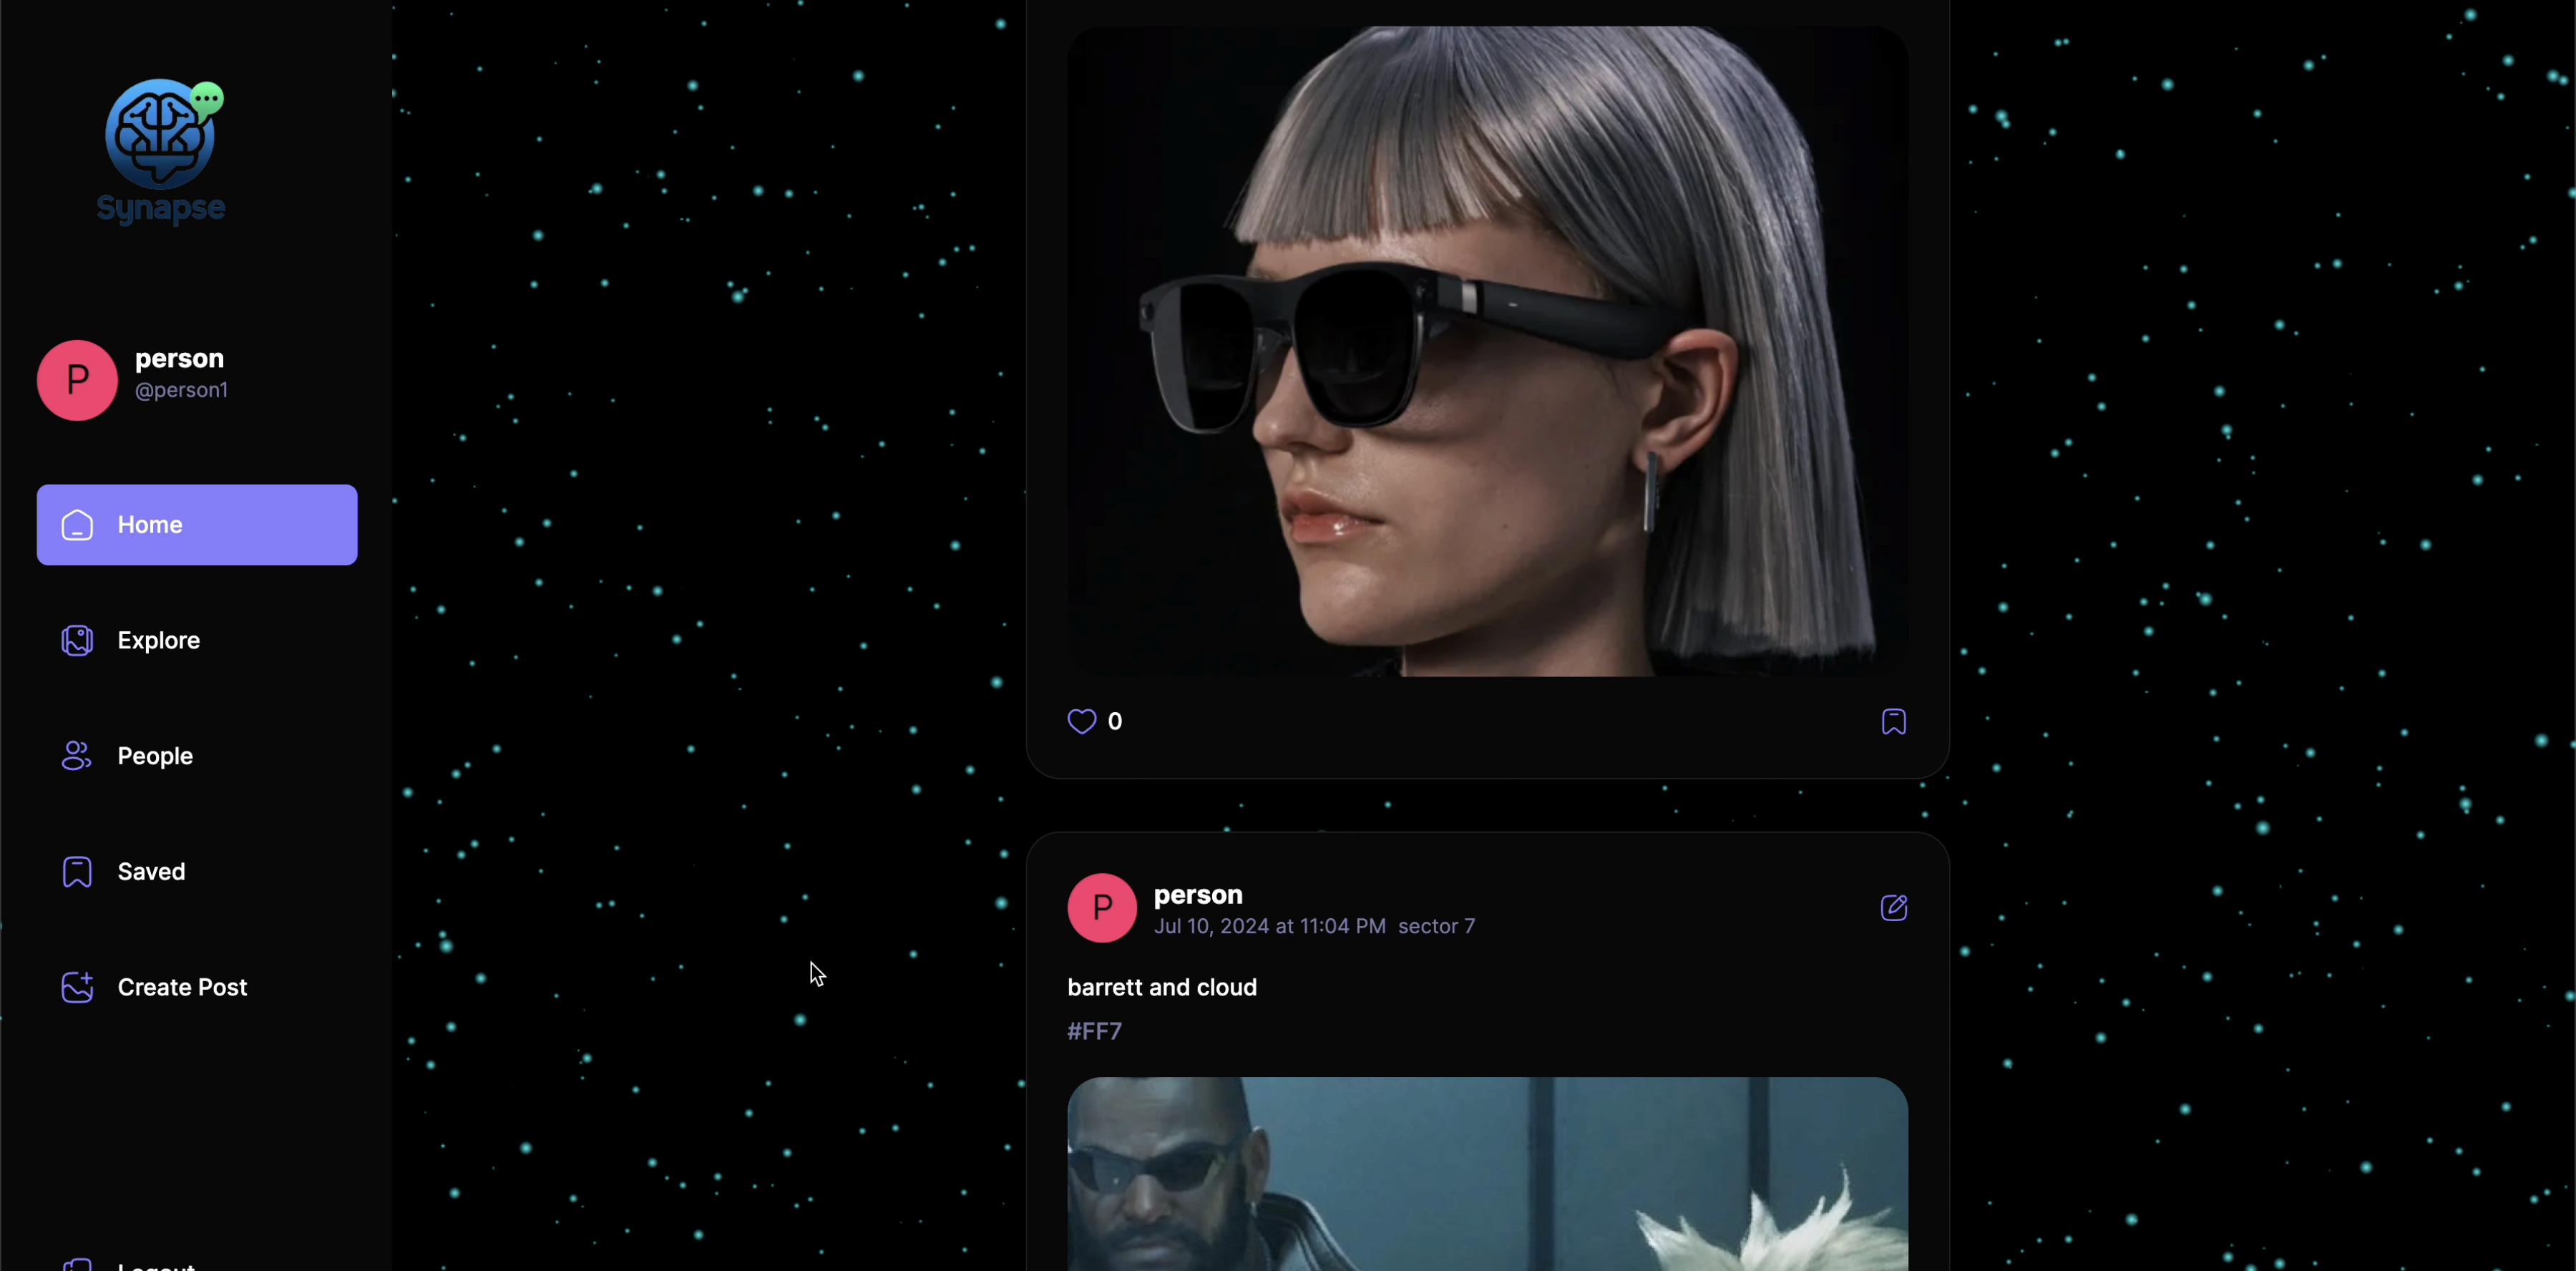 Synapse
person
@person1
Home
Explore
People
Saved
Create Post
Logout
0
P
person
Jul 10, 2024 at 11:04 PM sector 7
barrett and cloud
#FF7
P